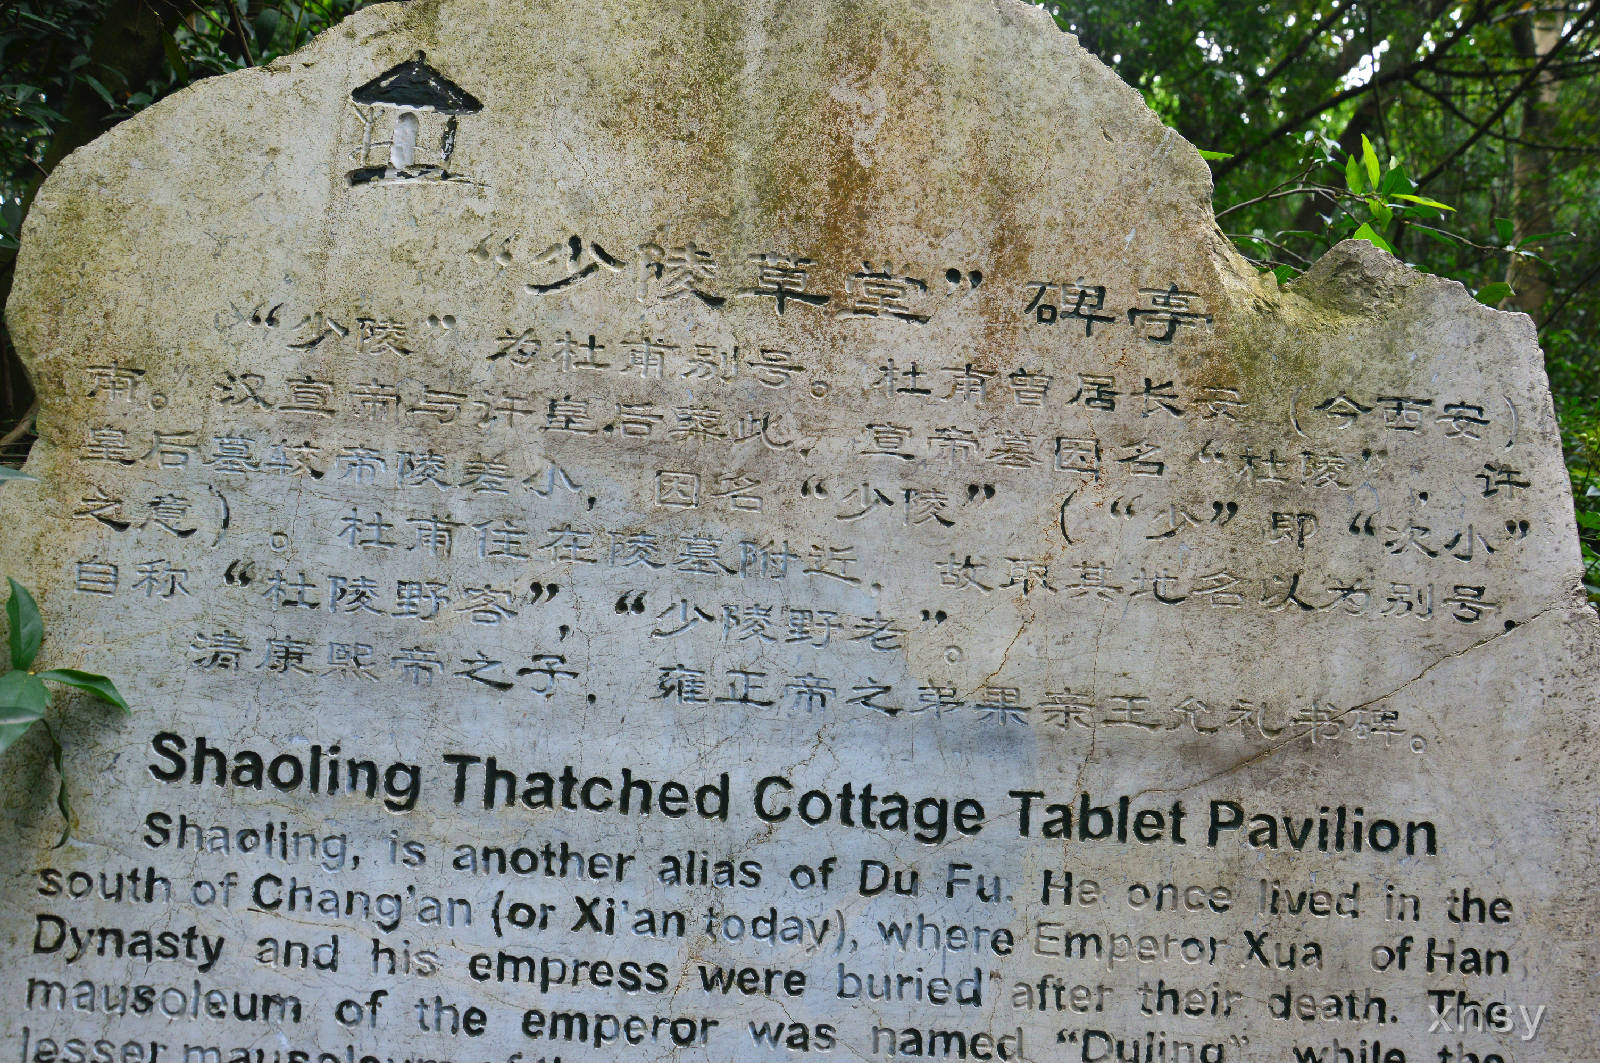 “少陵草堂”碑亭
“少陵”为杜甫别号。杜甫曾居长安(今西安)
南。汉宣帝与许皇后葬此,宣帝墓因名“杜陵”,许
皇后墓较帝陵差小,因名“少陵”(“少”即“次小”
之意)。杜甫住在陵墓附近,故取其地名以为别号,
自称“杜陵野客”,“少陵野老”。
清康熙帝之子,雍正帝之弟果亲王允礼书碑。
Shaoling Thatched Cottage Tablet Pavilion
Shaoling, is another alias of Du Fu. He once lived in the
south of Chang'an (or Xi'an today), where Emperor Xua of Han
Dynasty and his empress were buried after their death. The
mausoleum of the emperor was named “Duling” while the
lesser mausoleum of the
xhsy